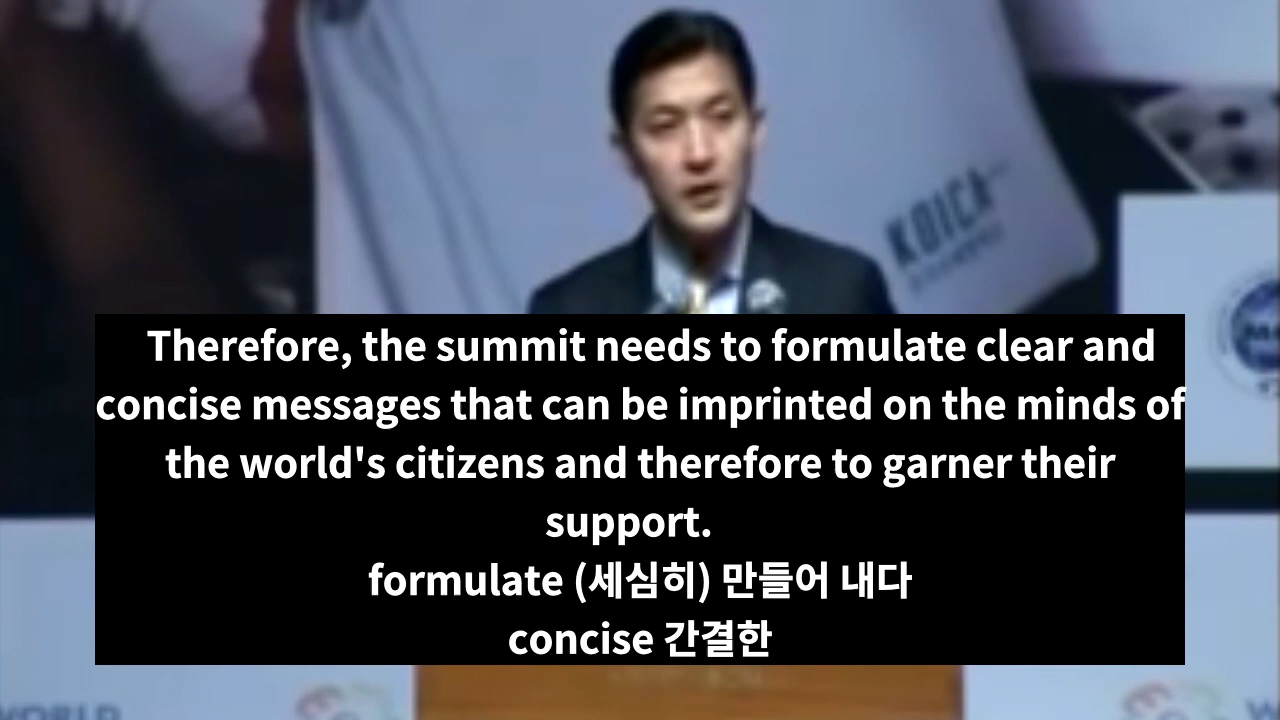 KOICA
Therefore, the summit needs to formulate clear and
concise messages that can be imprinted on the minds of
the world's citizens and therefore to garner their
support.
formulate (세심히) 만들어 내다
concise 간결한
WORLD